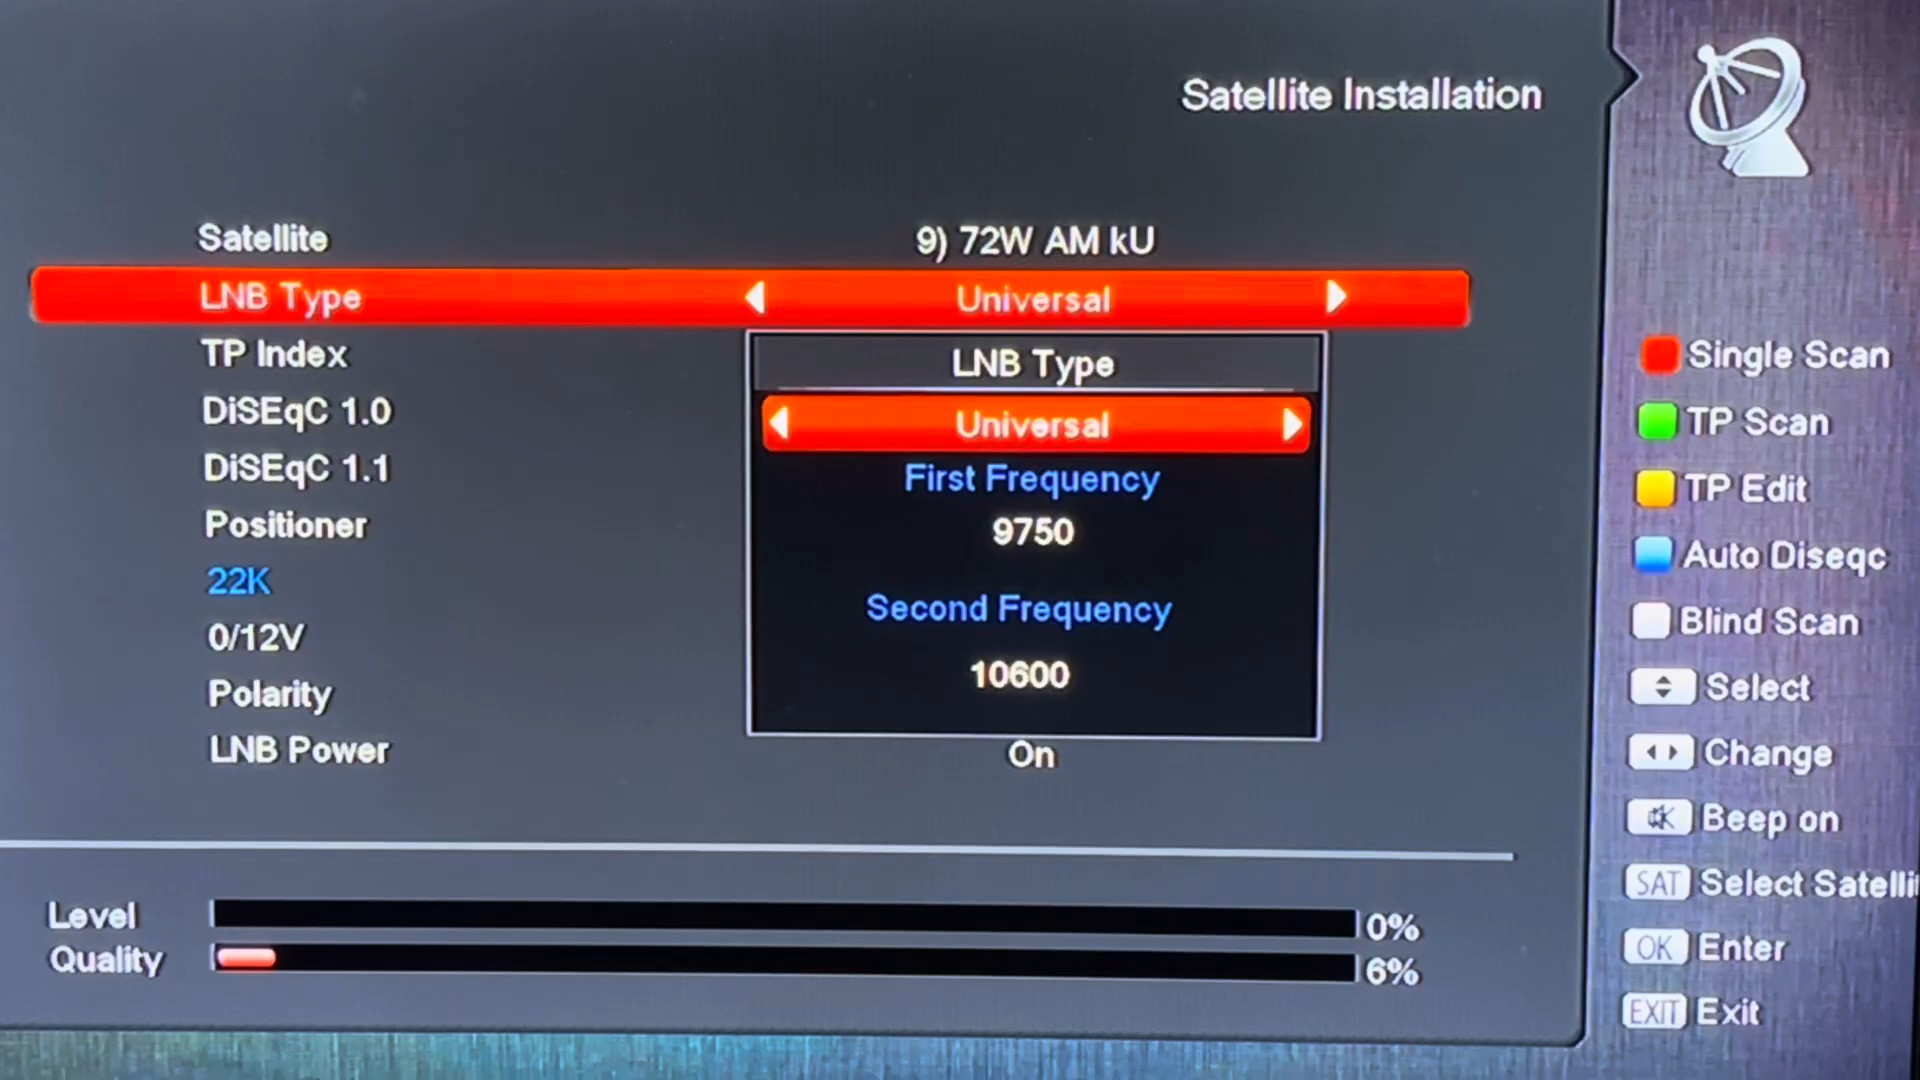 Satellite Installation
Satellite 9) 72W AM kU
LNB Type Universal
TP Index
DiSEqC 1.0
DiSEqC 1.1
Positioner
22K
0/12V
Polarity
LNB Power On
LNB Type
Universal
First Frequency
9750
Second Frequency
10600
Level 0%
Quality 6%
Single Scan
TP Scan
TP Edit
Auto Diseqc
Blind Scan
Select
Change
Beep on
SAT Select Satelli
OK Enter
EXIT Exit